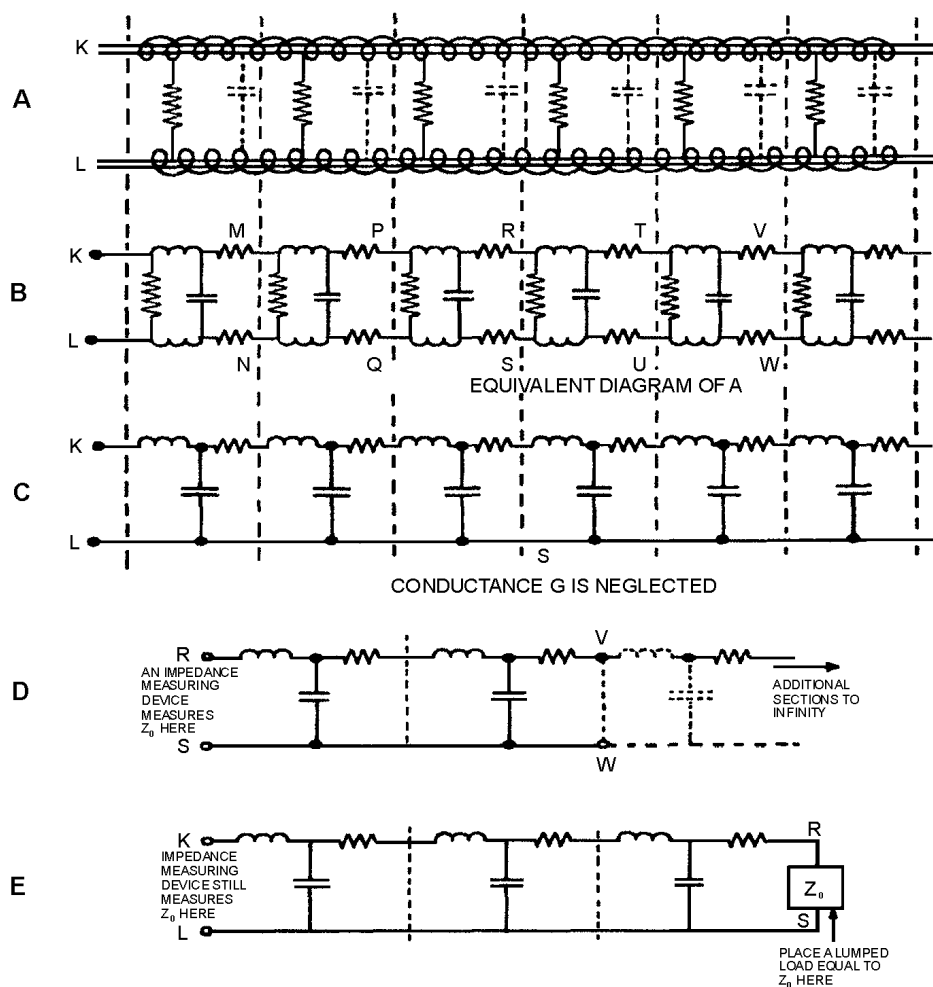 K
A
L
M P R T V
K
B
L
N Q S U W
EQUIVALENT DIAGRAM OF A
K
C
L
S
CONDUCTANCE G IS NEGLECTED
V
R
AN IMPEDANCE
MEASURING
DEVICE
MEASURES
Z₀ HERE
D
S
W
ADDITIONAL
SECTIONS TO
INFINITY
K
R
IMPEDANCE
MEASURING
DEVICE STILL
MEASURES
Z₀ HERE
E
L
Z₀
S
PLACE A LUMPED
LOAD EQUAL TO
Z₀ HERE